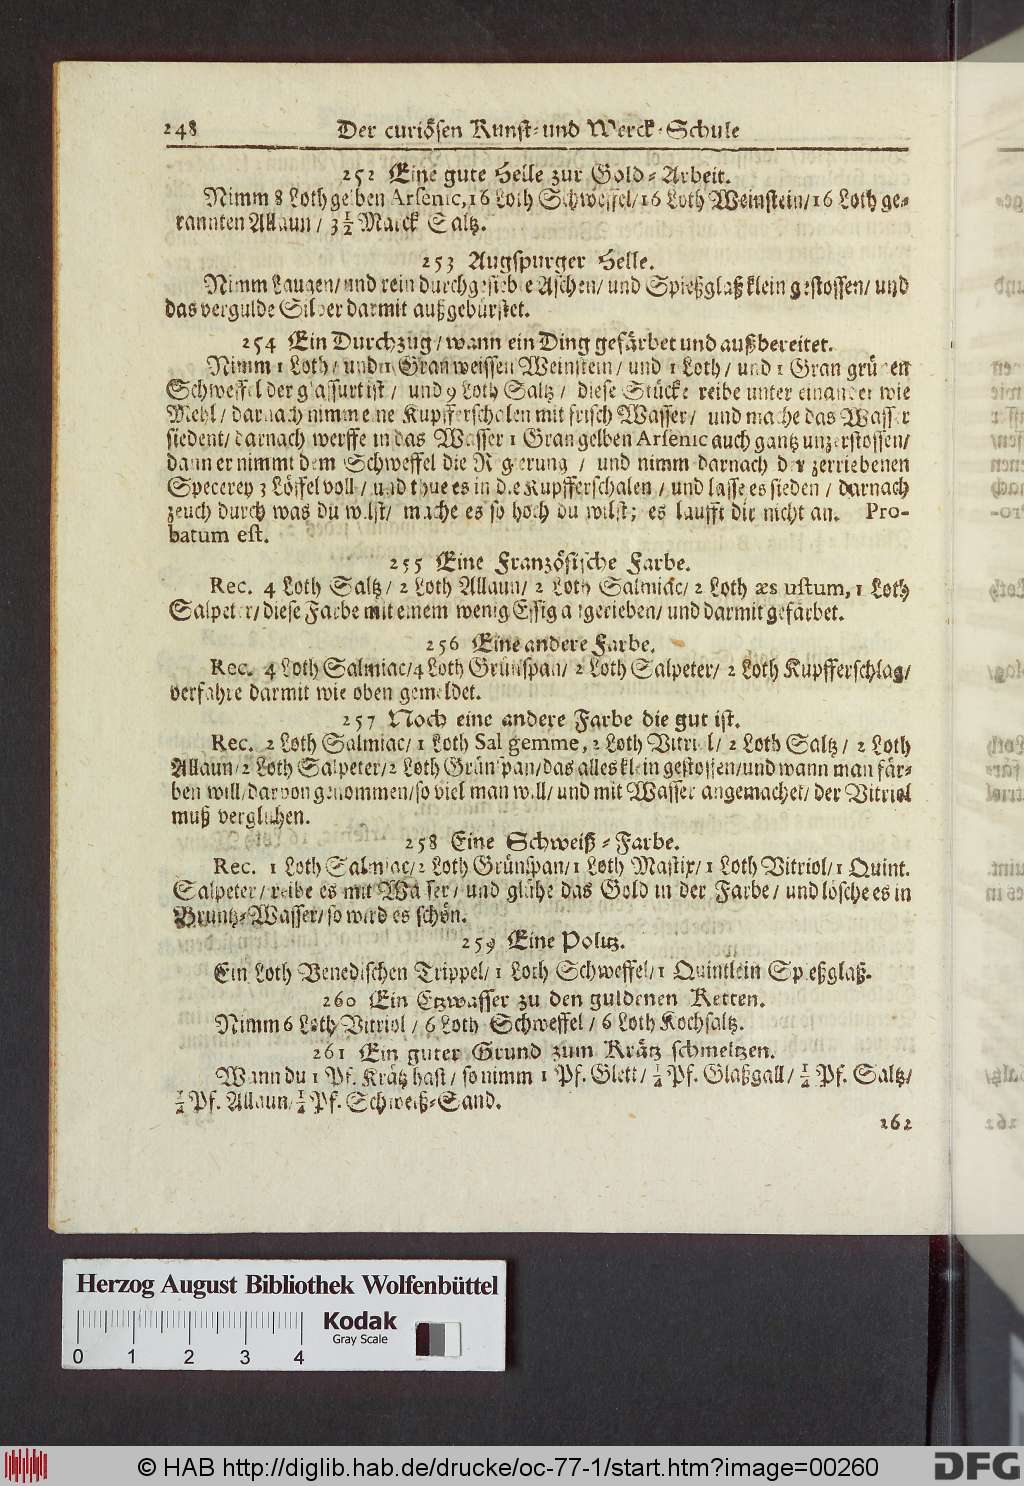 248 Der curiösen Kunst- und Werck-Schule
252 Eine gute Helle zur Gold-Arbeit.
Nimm 8 Loth gelben Arsenic, 16 Loth Schweffel/ 16 Loth Weinstein/ 16 Loth ge-
rannten Allaun/ 3 1/2 Marck Saltz.
253 Augspurger Helle.
Nimm Laugen/ und rein durchgesiebte Aschen/ und Spießglaß klein gestossen/ und
das vergulde Silber darmit außgebürstet.
254 Ein Durchzug/ wann ein Ding gefärbet und außbereitet.
Nimm 1 Loth/ und 1 Gran weissen Weinstein/ und 1 Loth/ und 1 Gran grünen
Schweffel der glassurt ist/ und 9 Loth Saltz/ diese Stücke reibe unter einander wie
Mehl/ darnach nimm eine Kupfferschalen mit frisch Wasser/ und mache das Wasser
siedent/ darnach werffe in das Wasser 1 Gran gelben Arsenic auch gantz unzerstossen/
dann er nimmt dem Schweffel die Regierung/ und nimm darnach der zerriebenen
Specerey 3 Löffel voll/ und thue es in die Kupfferschalen/ und lasse es sieden/ darnach
zeuch durch was du wilst/ mache es so hoch du wilst; es laufft dir nicht an. Pro-
batum est.
255 Eine Französische Farbe.
Rec. 4 Loth Saltz/ 2 Loth Allaun/ 2 Loth Salmiac/ 2 Loth æs ustum, 1 Loth
Salpeter/ diese Farbe mit einem wenig Essig angerieben/ und darmit gefärbet.
256 Eine andere Farbe.
Rec. 4 Loth Salmiac/ 4 Loth Grünspan/ 2 Loth Salpeter/ 2 Loth Kupfferschlag/
verfahre darmit wie oben gemeldet.
257 Noch eine andere Farbe die gut ist.
Rec. 2 Loth Salmiac/ 1 Loth Sal gemme, 2 Loth Vitriol/ 2 Loth Saltz/ 2 Loth
Allaun/ 2 Loth Salpeter/ 2 Loth Grünspan/ das alles klein gestossen/ und wann man fär-
ben will/ darvon genommen/ so viel man will/ und mit Wasser angemachet/ der Vitriol
muß verglühen.
258 Eine Schweiß-Farbe.
Rec. 1 Loth Salmiac/ 2 Loth Grünspan/ 1 Loth Mastix/ 1 Loth Vitriol/ 1 Quint.
Salpeter/ reibe es mit Wasser/ und glühe das Gold in der Farbe/ und lösche es in
Bruntz-Wasser/ so wird es schön.
259 Eine Politz.
Ein Loth Venedischen Trippel/ 1 Loth Schweffel/ 1 Quintlein Spießglaß.
260 Ein Etzwasser zu den guldenen Ketten.
Nimm 6 Loth Vitriol/ 6 Loth Schweffel/ 6 Loth Kochsaltz.
261 Ein guter Grund zum Krätz schmeltzen.
Wann du 1 Pf. Krätz hast/ so nimm 1 Pf. Glett/ 1/2 Pf. Glaßgall/ 1/2 Pf. Saltz/
1/2 Pf. Allaun/ 1/2 Pf. Schweiß-Sand.
262
Herzog August Bibliothek Wolfenbüttel
Kodak
Gray Scale
0 1 2 3 4
© HAB http://diglib.hab.de/drucke/oc-77-1/start.htm?image=00260
DFG